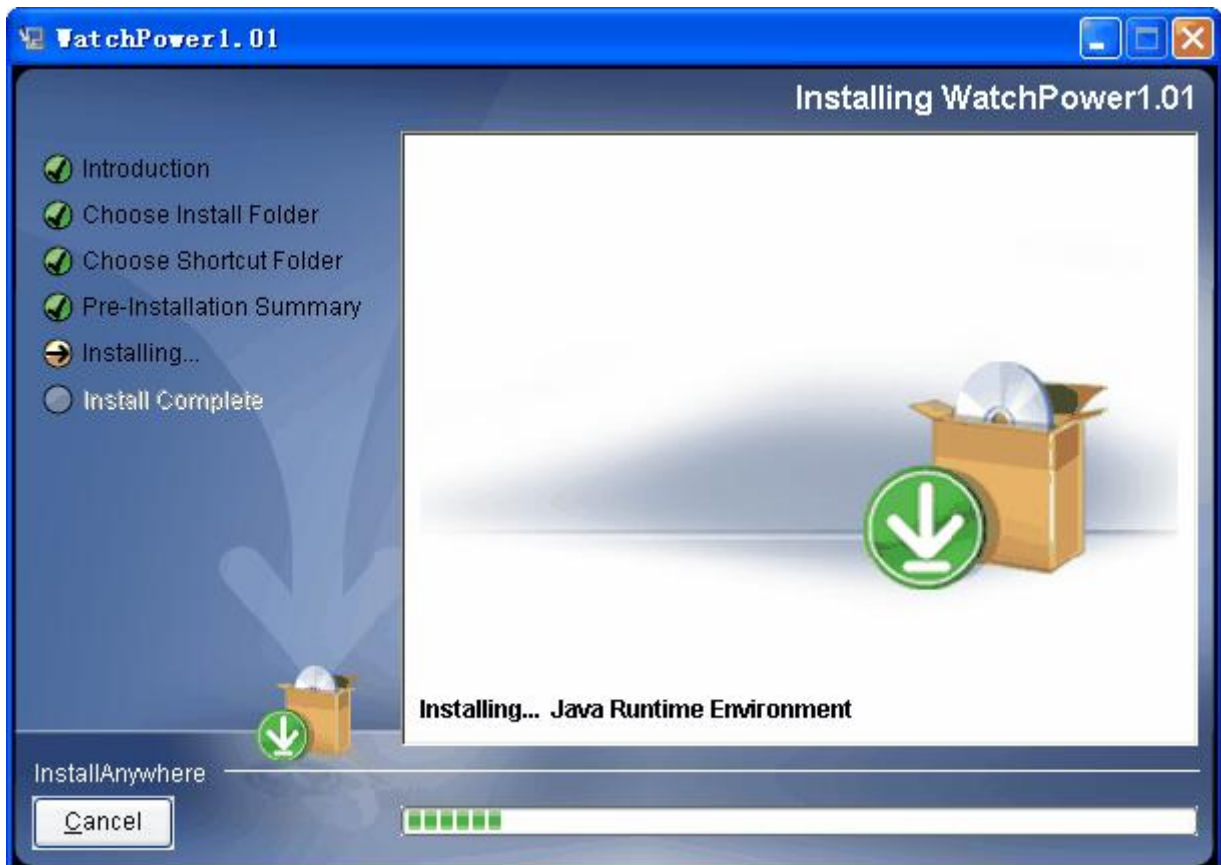 WatchPower1.01
Installing WatchPower1.01
Introduction
Choose Install Folder
Choose Shortcut Folder
Pre-Installation Summary
Installing...
Install Complete
Installing... Java Runtime Environment
InstallAnywhere
Cancel